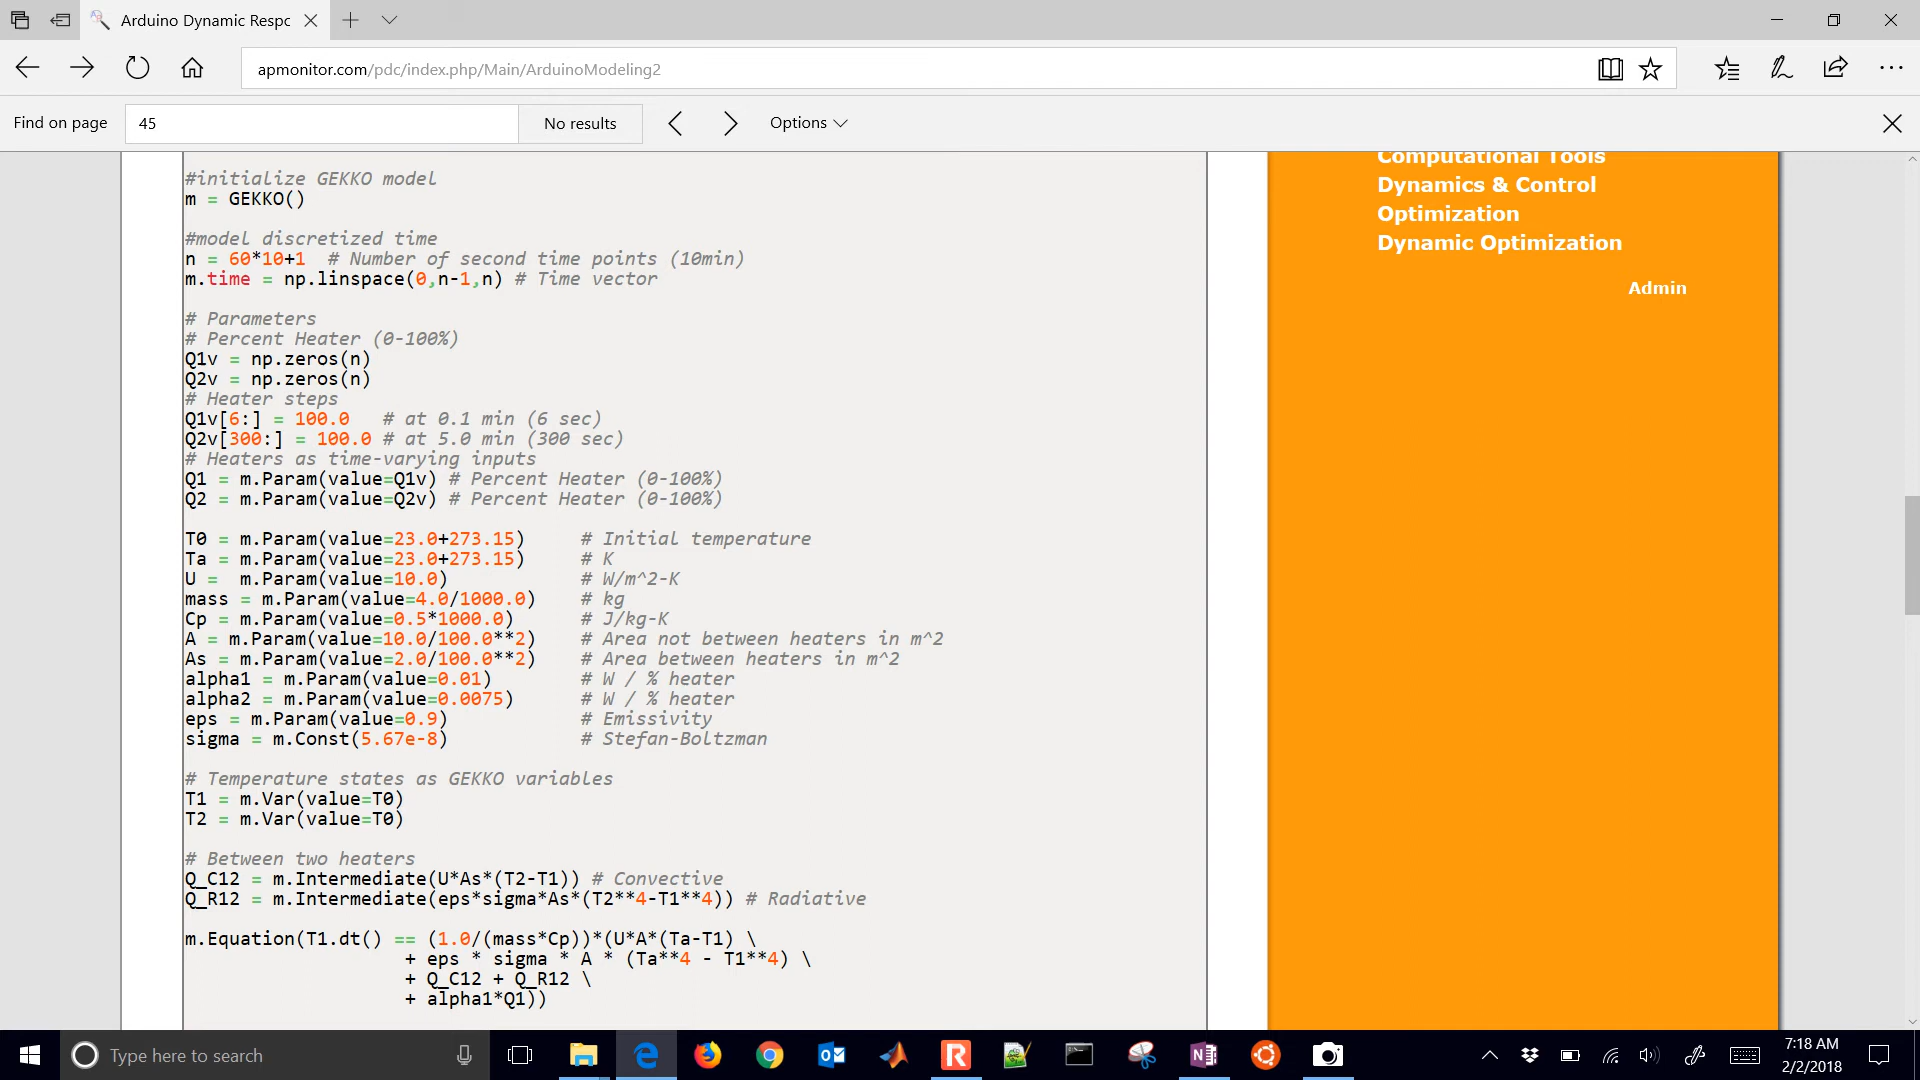 Arduino Dynamic Respc
apmonitor.com/pdc/index.php/Main/ArduinoModeling2
Find on page
45
No results
Options
#initialize GEKKO model
m = GEKKO()
#model discretized time
n = 60*10+1  # Number of second time points (10min)
m.time = np.linspace(0,n-1,n) # Time vector
# Parameters
# Percent Heater (0-100%)
Q1v = np.zeros(n)
Q2v = np.zeros(n)
# Heater steps
Q1v[6:] = 100.0   # at 0.1 min (6 sec)
Q2v[300:] = 100.0 # at 5.0 min (300 sec)
# Heaters as time-varying inputs
Q1 = m.Param(value=Q1v) # Percent Heater (0-100%)
Q2 = m.Param(value=Q2v) # Percent Heater (0-100%)
T0 = m.Param(value=23.0+273.15)     # Initial temperature
Ta = m.Param(value=23.0+273.15)     # K
U =  m.Param(value=10.0)            # W/m^2-K
mass = m.Param(value=4.0/1000.0)    # kg
Cp = m.Param(value=0.5*1000.0)      # J/kg-K
A = m.Param(value=10.0/100.0**2)    # Area not between heaters in m^2
As = m.Param(value=2.0/100.0**2)    # Area between heaters in m^2
alpha1 = m.Param(value=0.01)        # W / % heater
alpha2 = m.Param(value=0.0075)      # W / % heater
eps = m.Param(value=0.9)            # Emissivity
sigma = m.Const(5.67e-8)            # Stefan-Boltzman
# Temperature states as GEKKO variables
T1 = m.Var(value=T0)
T2 = m.Var(value=T0)
# Between two heaters
Q_C12 = m.Intermediate(U*As*(T2-T1)) # Convective
Q_R12 = m.Intermediate(eps*sigma*As*(T2**4-T1**4)) # Radiative
m.Equation(T1.dt() == (1.0/(mass*Cp))*(U*A*(Ta-T1) \
+ eps * sigma * A * (Ta**4 - T1**4) \
+ Q_C12 + Q_R12 \
+ alpha1*Q1))
Computational Tools
Dynamics & Control
Optimization
Dynamic Optimization
Admin
Type here to search
7:18 AM
2/2/2018